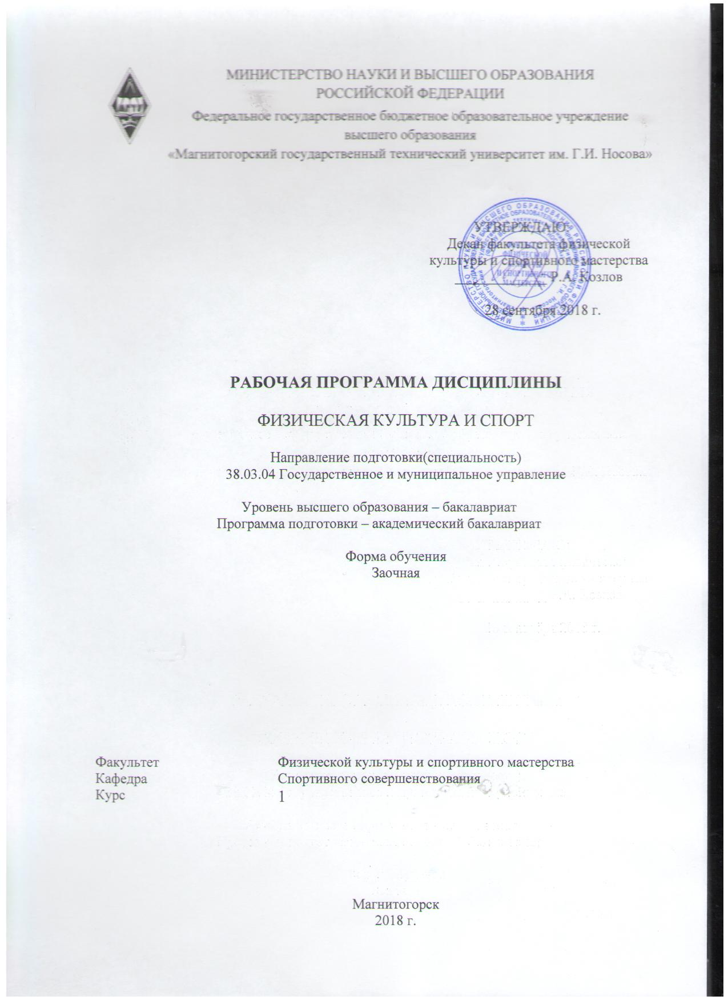 МИНИСТЕРСТВО НАУКИ И ВЫСШЕГО ОБРАЗОВАНИЯ
РОССИЙСКОЙ ФЕДЕРАЦИИ
Федеральное государственное бюджетное образовательное учреждение
высшего образования
«Магнитогорский государственный технический университет им. Г.И. Носова»
УТВЕРЖДАЮ:
Декан факультета физической
культуры и спортивного мастерства
Р.А. Козлов
28 сентября 2018 г.
РАБОЧАЯ ПРОГРАММА ДИСЦИПЛИНЫ
ФИЗИЧЕСКАЯ КУЛЬТУРА И СПОРТ
Направление подготовки(специальность)
38.03.04 Государственное и муниципальное управление
Уровень высшего образования – бакалавриат
Программа подготовки – академический бакалавриат
Форма обучения
Заочная
Факультет Физической культуры и спортивного мастерства
Кафедра Спортивного совершенствования
Курс 1
Магнитогорск
2018 г.